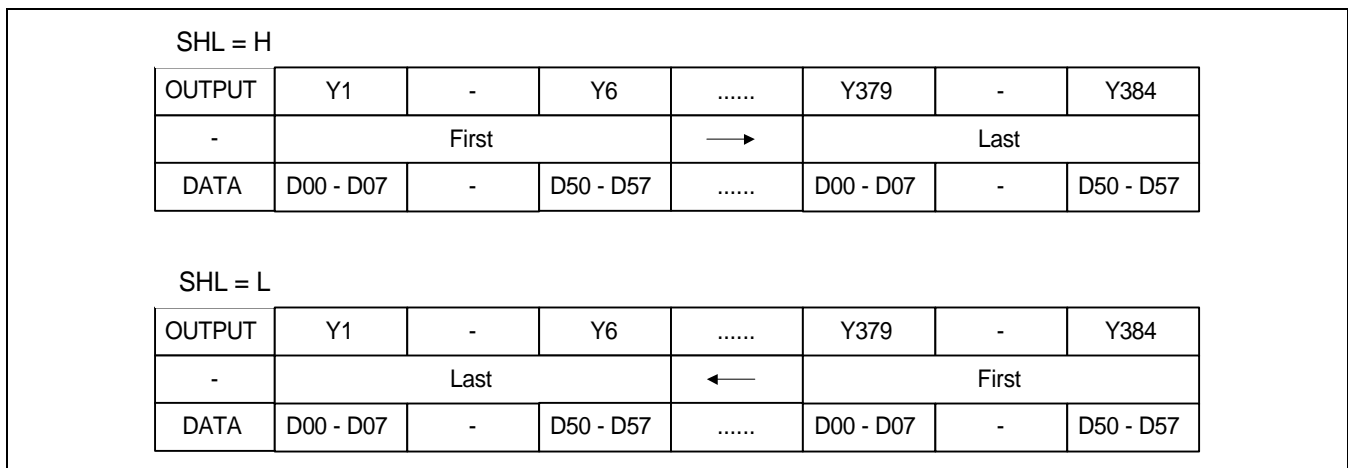 SHL = H
OUTPUT Y1 - Y6 ...... Y379 - Y384
- First Last
DATA D00 - D07 - D50 - D57 ...... D00 - D07 - D50 - D57
SHL = L
OUTPUT Y1 - Y6 ...... Y379 - Y384
- Last First
DATA D00 - D07 - D50 - D57 ...... D00 - D07 - D50 - D57